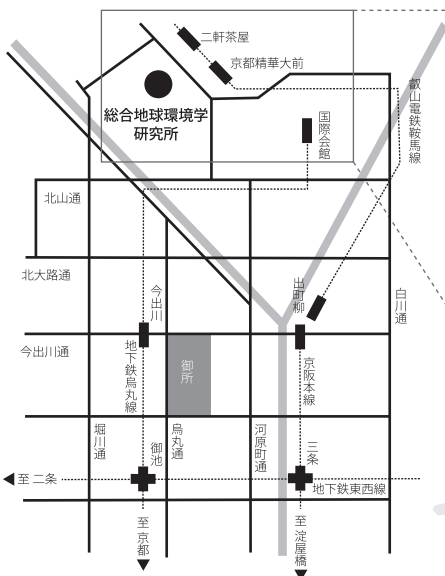 二軒茶屋
京都精華大前
総合地球環境学
研究所
国際会館
叡山電鉄鞍馬線
北山通
北大路通
今出川
出町柳
白川通
今出川通
地下鉄烏丸線
御所
京阪本線
堀川通
御池
烏丸通
河原町通
三条
至 二条
地下鉄東西線
至 京都
至 淀屋橋